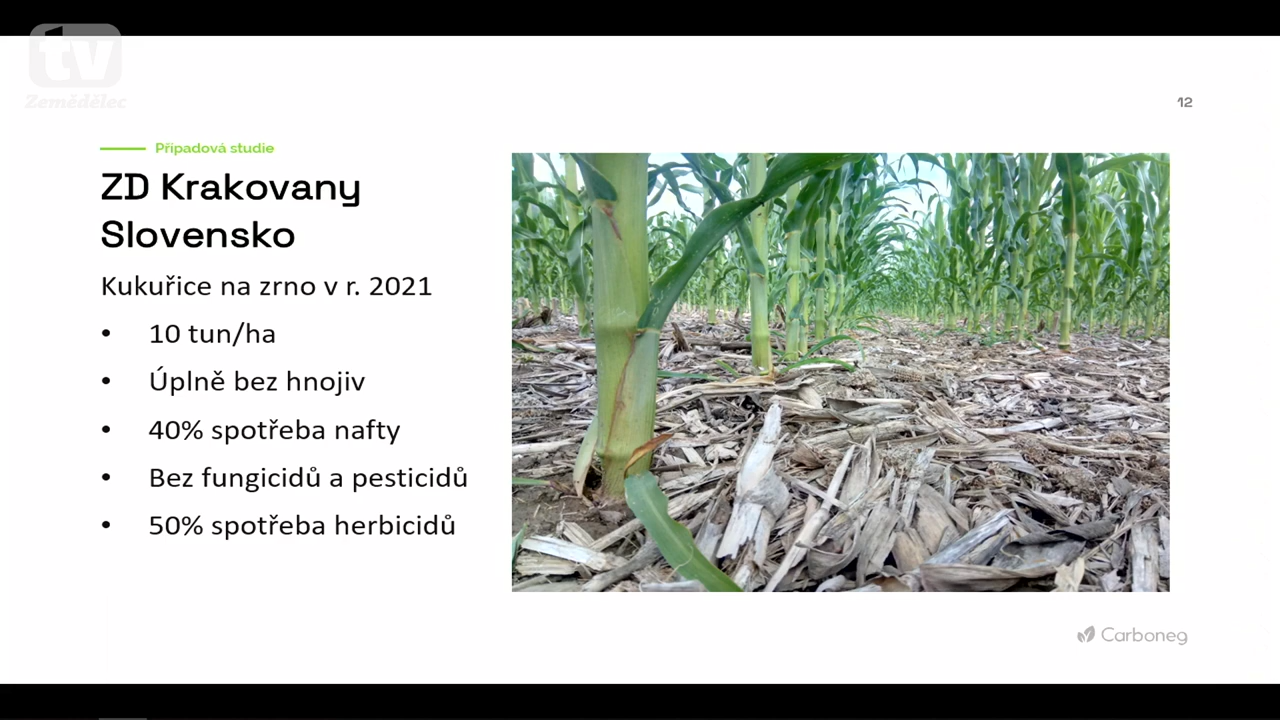 tv
Zemědělec
12
Případová studie
ZD Krakovany
Slovensko
Kukuřice na zrno v r. 2021
• 10 tun/ha
• Úplně bez hnojiv
• 40% spotřeba nafty
• Bez fungicidů a pesticidů
• 50% spotřeba herbicidů
Carboneg